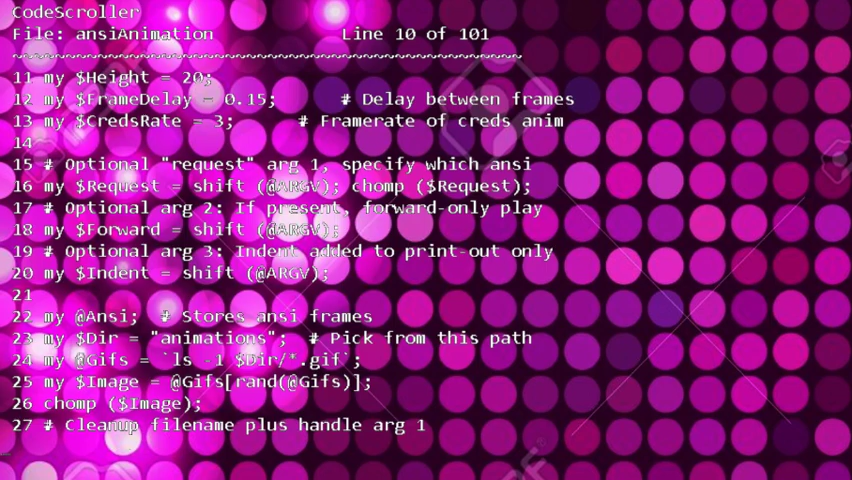 CodeScroller
File: ansiAnimation Line 10 of 101
~~~~~~~~~~~~~~~~~~~~~~~~~~~~~~~~~~~~~~~~~~~~~~~~
11 my $Height = 20;
12 my $FrameDelay = 0.15; # Delay between frames
13 my $CredsRate = 3; # Framerate of creds anim
14
15 # Optional "request" arg 1, specify which ansi
16 my $Request = shift (@ARGV); chomp ($Request);
17 # Optional arg 2: If present, forward-only play
18 my $Forward = shift (@ARGV);
19 # Optional arg 3: Indent added to print-out only
20 my $Indent = shift (@ARGV);
21
22 my @Ansi; # Stores ansi frames
23 my $Dir = "animations"; # Pick from this path
24 my @Gifs = `ls -1 $Dir/*.gif`;
25 my $Image = @Gifs[rand(@Gifs)];
26 chomp ($Image);
27 # Cleanup filename plus handle arg 1